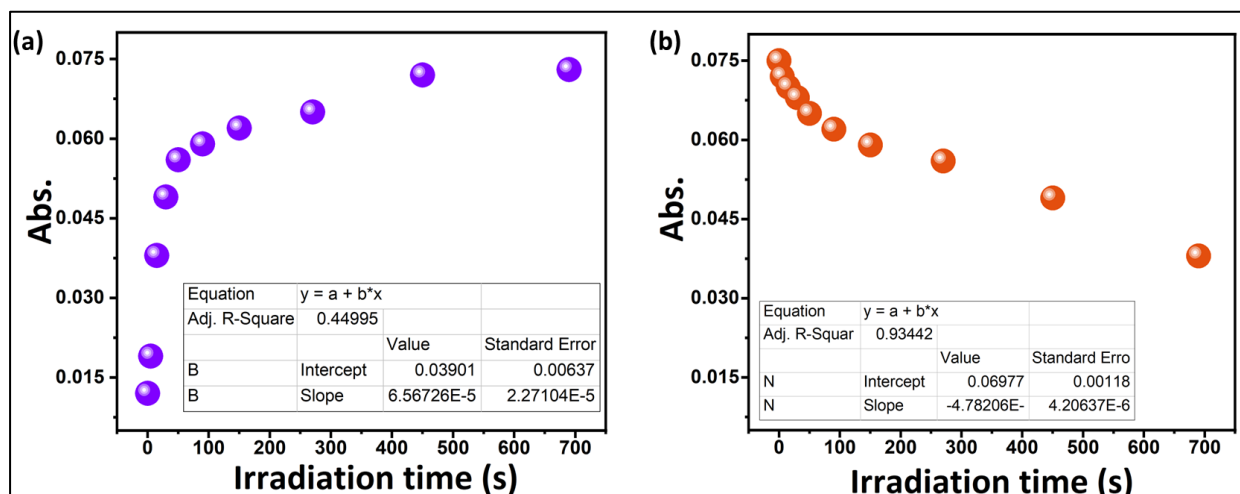 (a)
Abs.
0.075
0.060
0.045
0.030
0.015
Equation y = a + b*x
Adj. R-Square 0.44995
Value Standard Error
B Intercept 0.03901 0.00637
B Slope 6.56726E-5 2.27104E-5
0 100 200 300 400 500 600 700
Irradiation time (s)
(b)
Abs.
0.075
0.060
0.045
0.030
0.015
Equation y = a + b*x
Adj. R-Squar 0.93442
Value Standard Erro
N Intercept 0.06977 0.00118
N Slope -4.78206E- 4.20637E-6
0 100 200 300 400 500 600 700
Irradiation time (s)